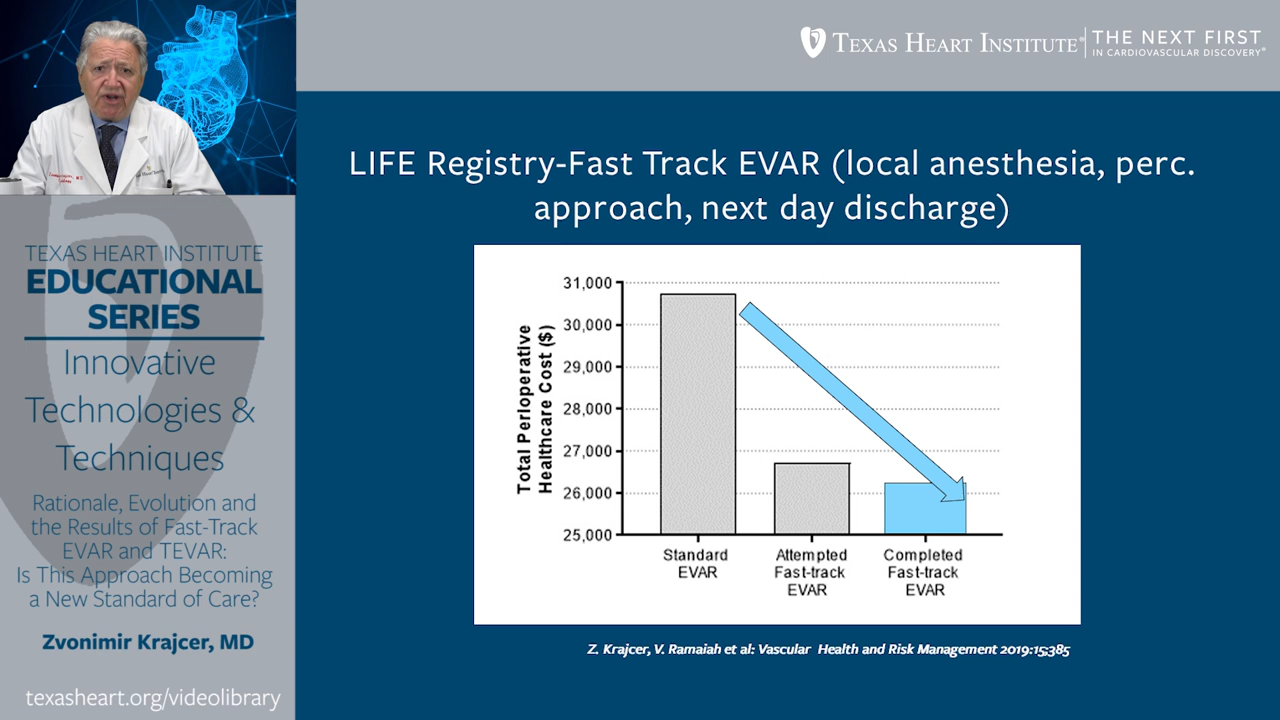 TEXAS HEART INSTITUTE®
THE NEXT FIRST
IN CARDIOVASCULAR DISCOVERY®
TEXAS HEART INSTITUTE
EDUCATIONAL
SERIES
Innovative
Technologies &
Techniques
Rationale, Evolution and
the Results of Fast-Track
EVAR and TEVAR:
Is This Approach Becoming
a New Standard of Care?
Zvonimir Krajcer, MD
texasheart.org/videolibrary
LIFE Registry-Fast Track EVAR (local anesthesia, perc.
approach, next day discharge)
Total Perioperative
Healthcare Cost ($)
31,000
30,000
29,000
28,000
27,000
26,000
25,000
Standard
EVAR
Attempted
Fast-track
EVAR
Completed
Fast-track
EVAR
Z. Krajcer, V. Ramaiah et al: Vascular Health and Risk Management 2019:15;385